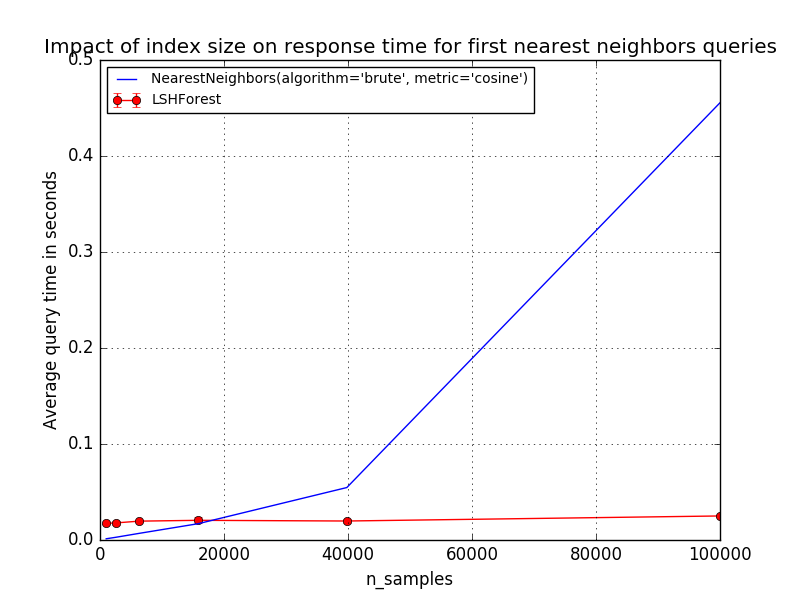 Impact of index size on response time for first nearest neighbors queries
0.5
NearestNeighbors(algorithm='brute', metric='cosine')
LSHForest
0.4
0.3
0.2
0.1
0.0
Average query time in seconds
0 20000 40000 60000 80000 100000
n_samples